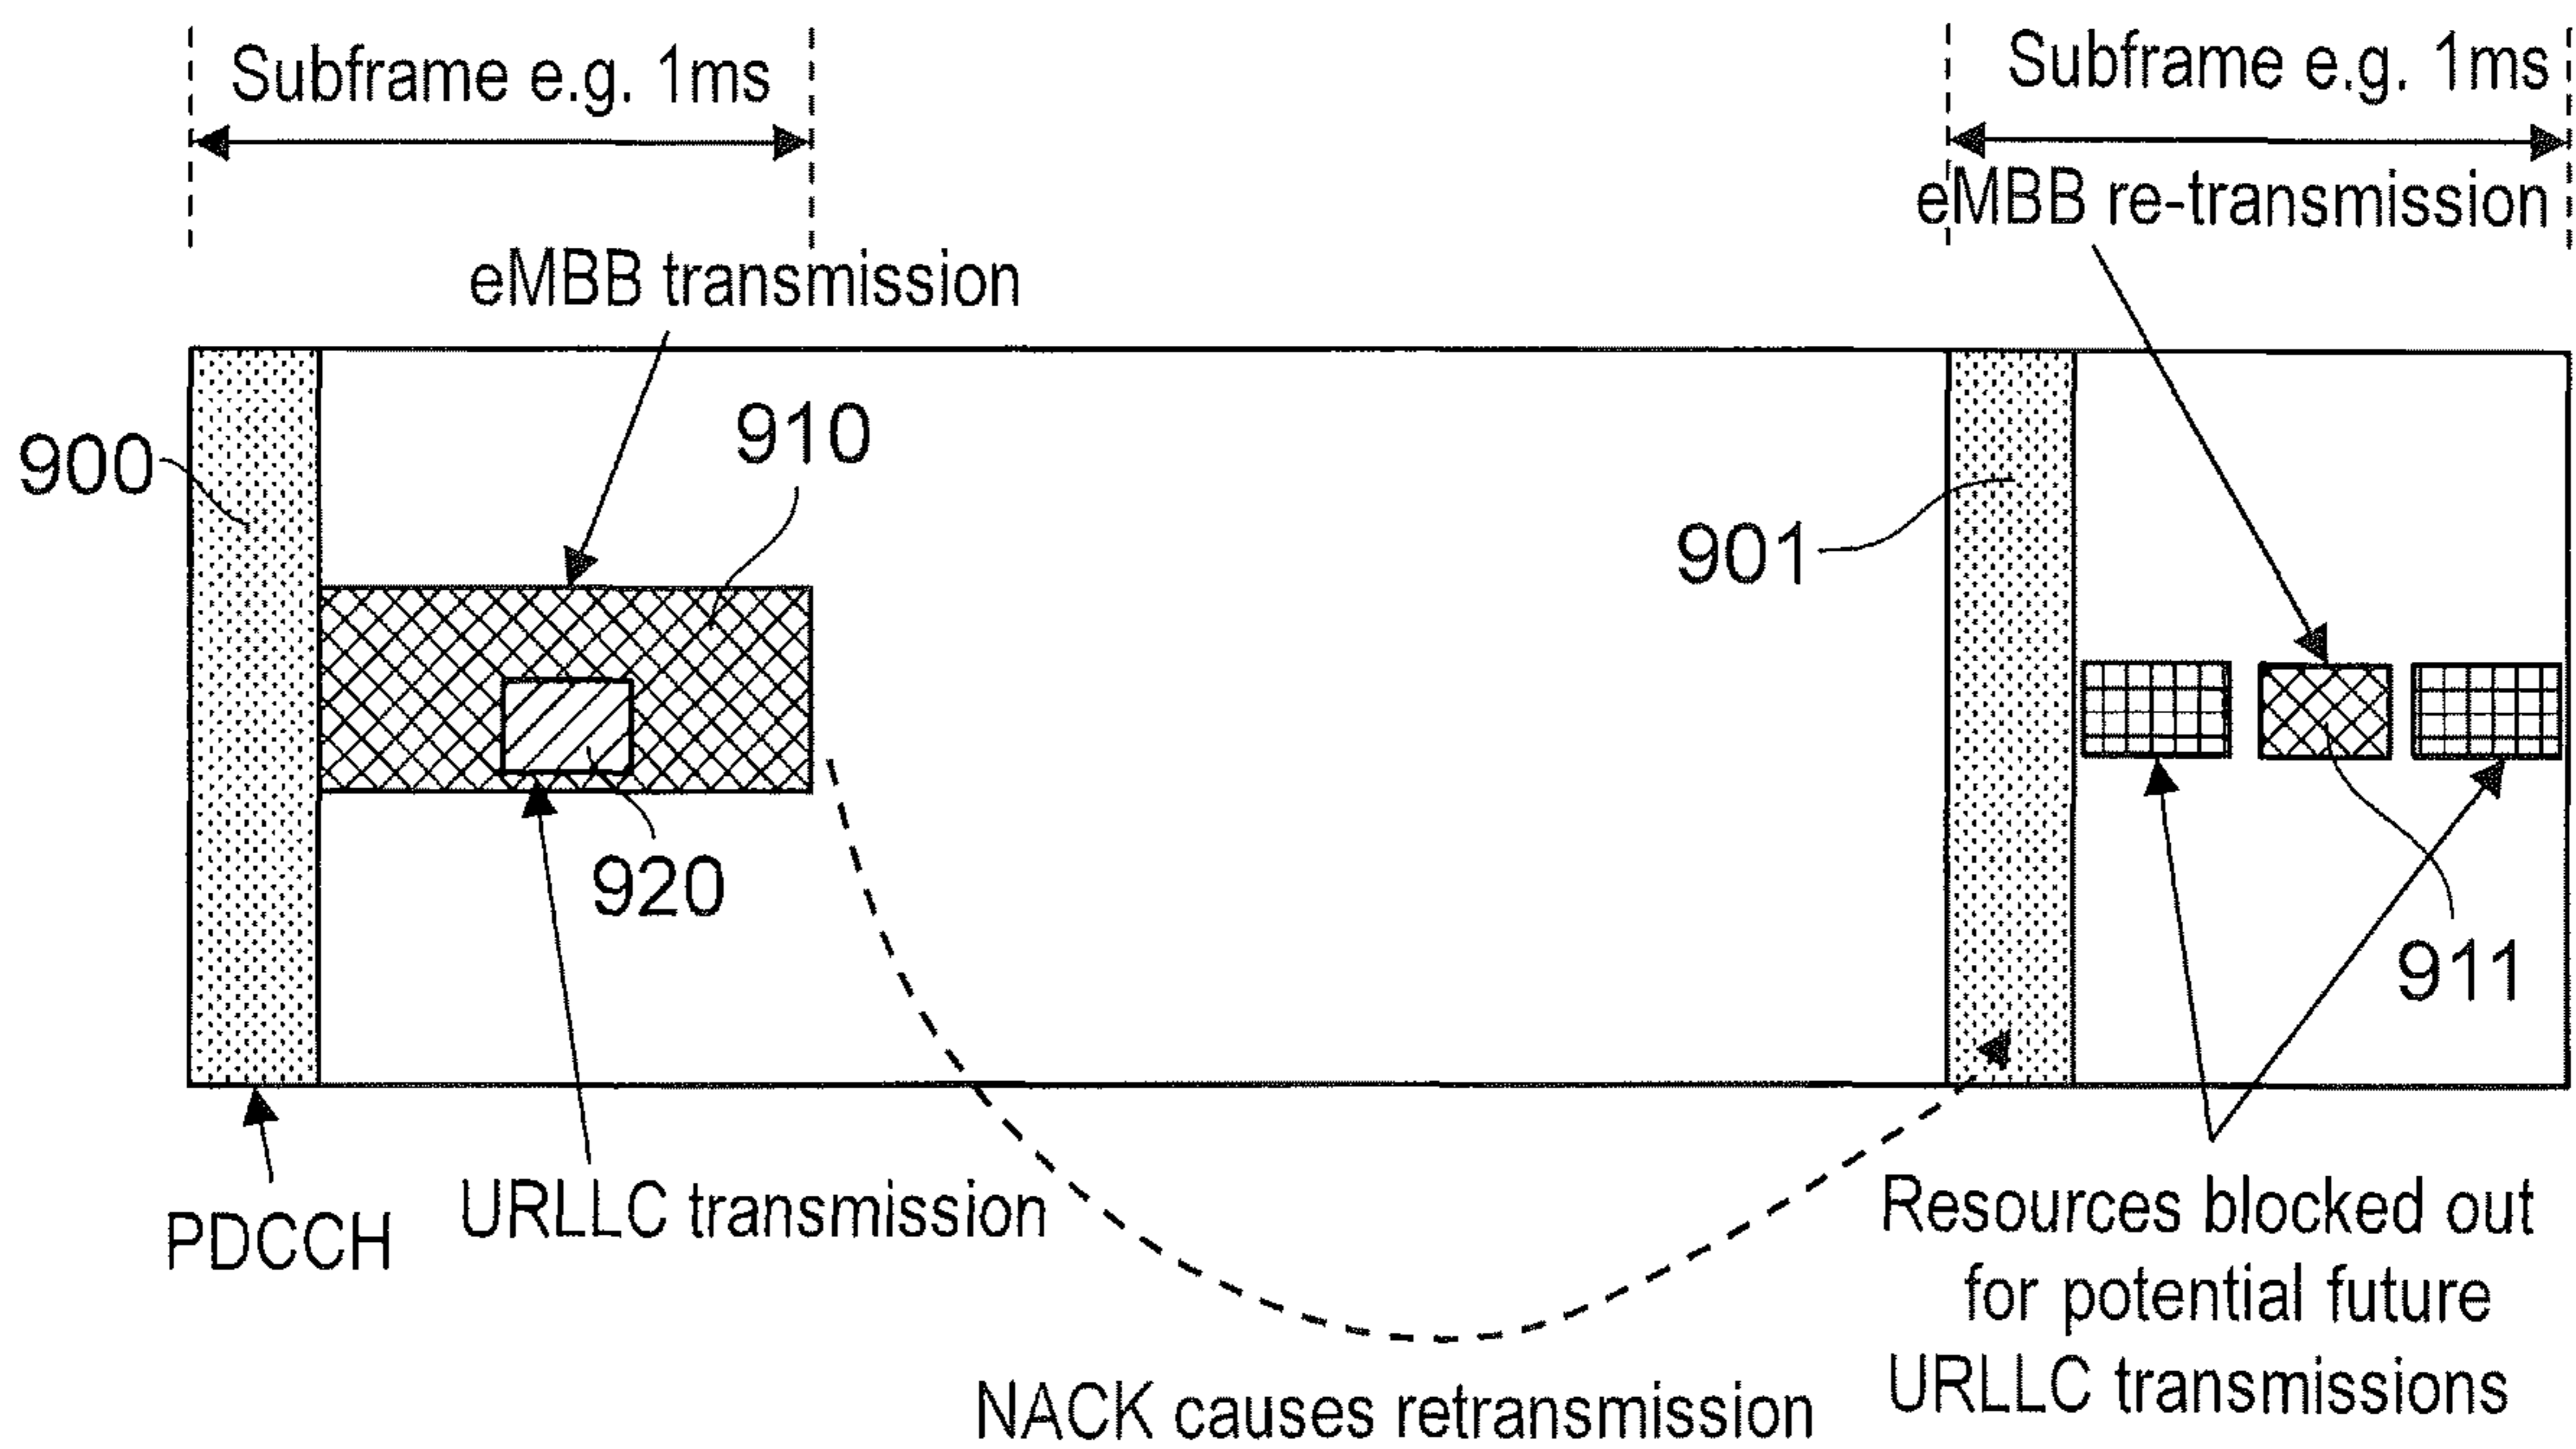 Subframe e.g. 1ms
Subframe e.g. 1ms
eMBB re-transmission
eMBB transmission
910
900
901
920
911
URLLC transmission
PDCCH
Resources blocked out
for potential future
URLLC transmissions
NACK causes retransmission